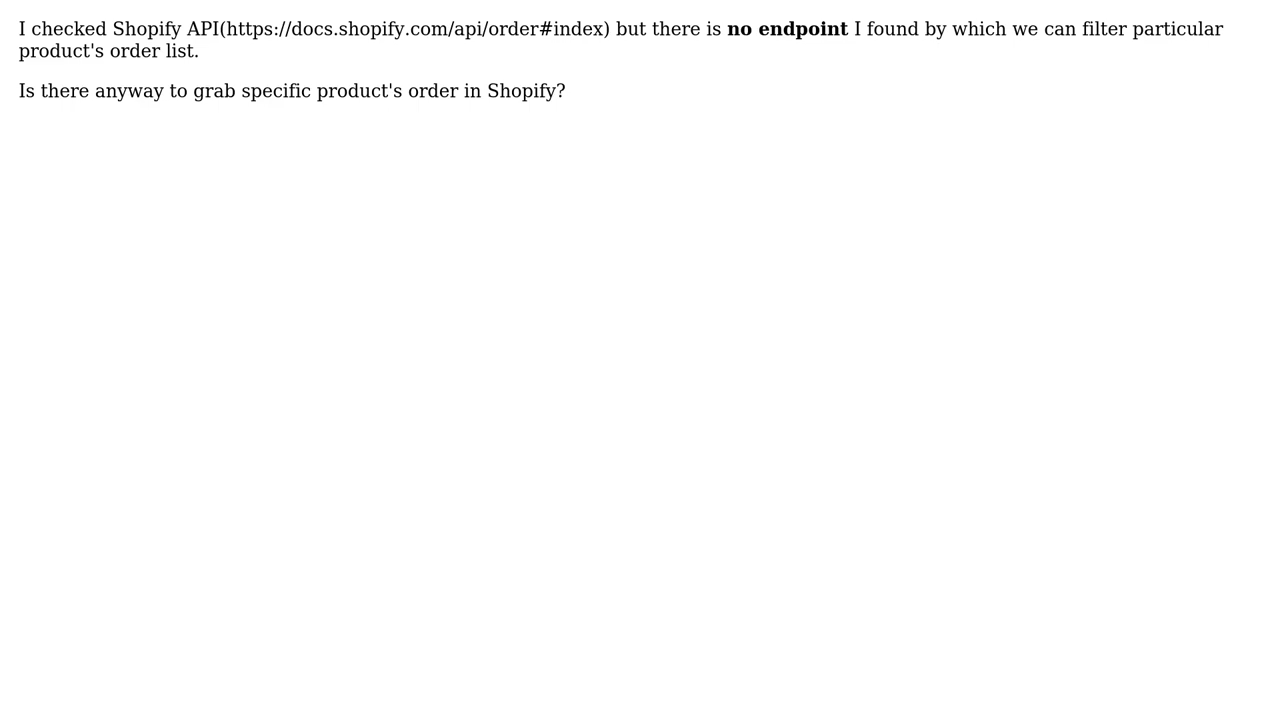 I checked Shopify API(https://docs.shopify.com/api/order#index) but there is no endpoint I found by which we can filter particular
product's order list.
Is there anyway to grab specific product's order in Shopify?